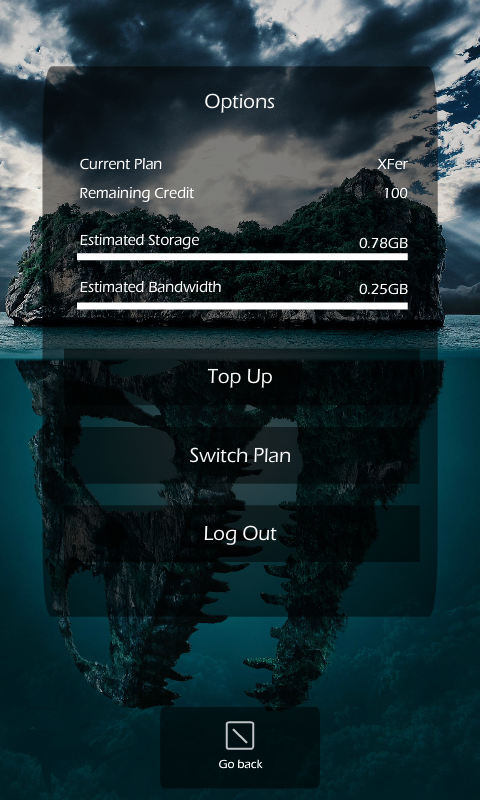 Options
Current Plan XFer
Remaining Credit 100
Estimated Storage 0.78GB
Estimated Bandwidth 0.25GB
Top Up
Switch Plan
Log Out
Go back